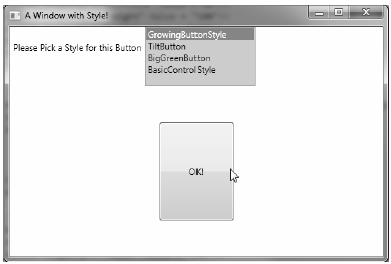 A Window with Style!
Please Pick a Style for this Button
GrowingButtonStyle
TiltButton
BigGreenButton
BasicControlStyle
OK!